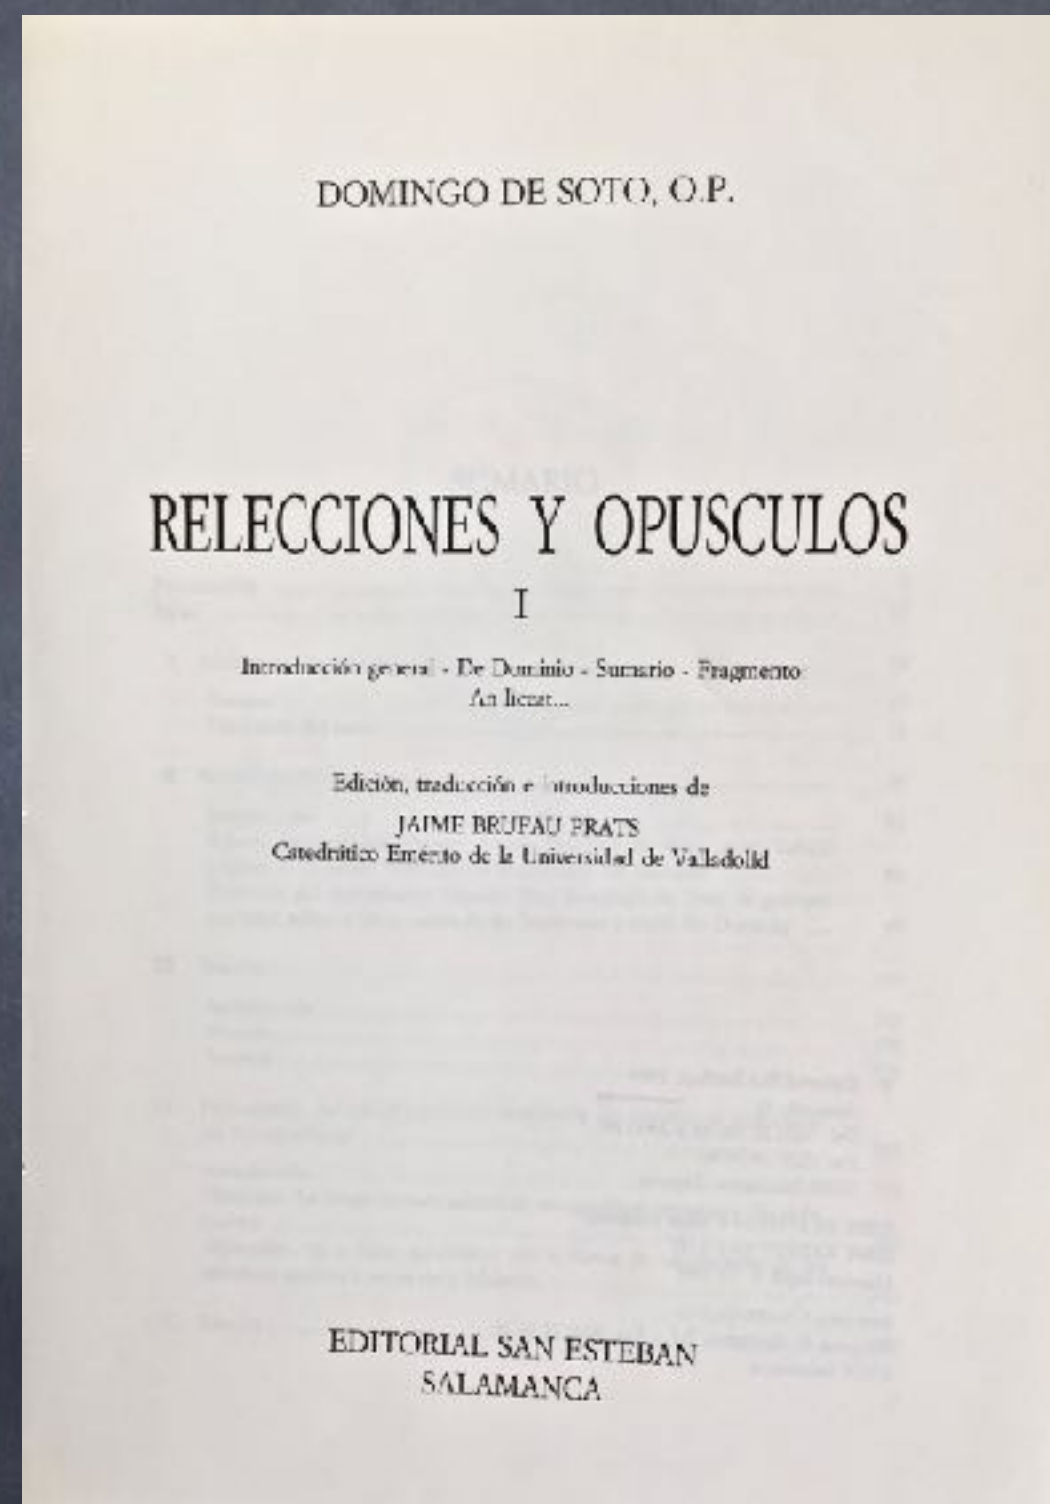 DOMINGO DE SOTO, O.P.
RELECCIONES Y OPUSCULOS
I
Introducción general - De Dominio - Sumario - Fragmento
An liceat...
Edición, traducción e introducciones de
JAIME BRUFAU PRATS
Catedrático Emérito de la Universidad de Valladolid
EDITORIAL SAN ESTEBAN
SALAMANCA